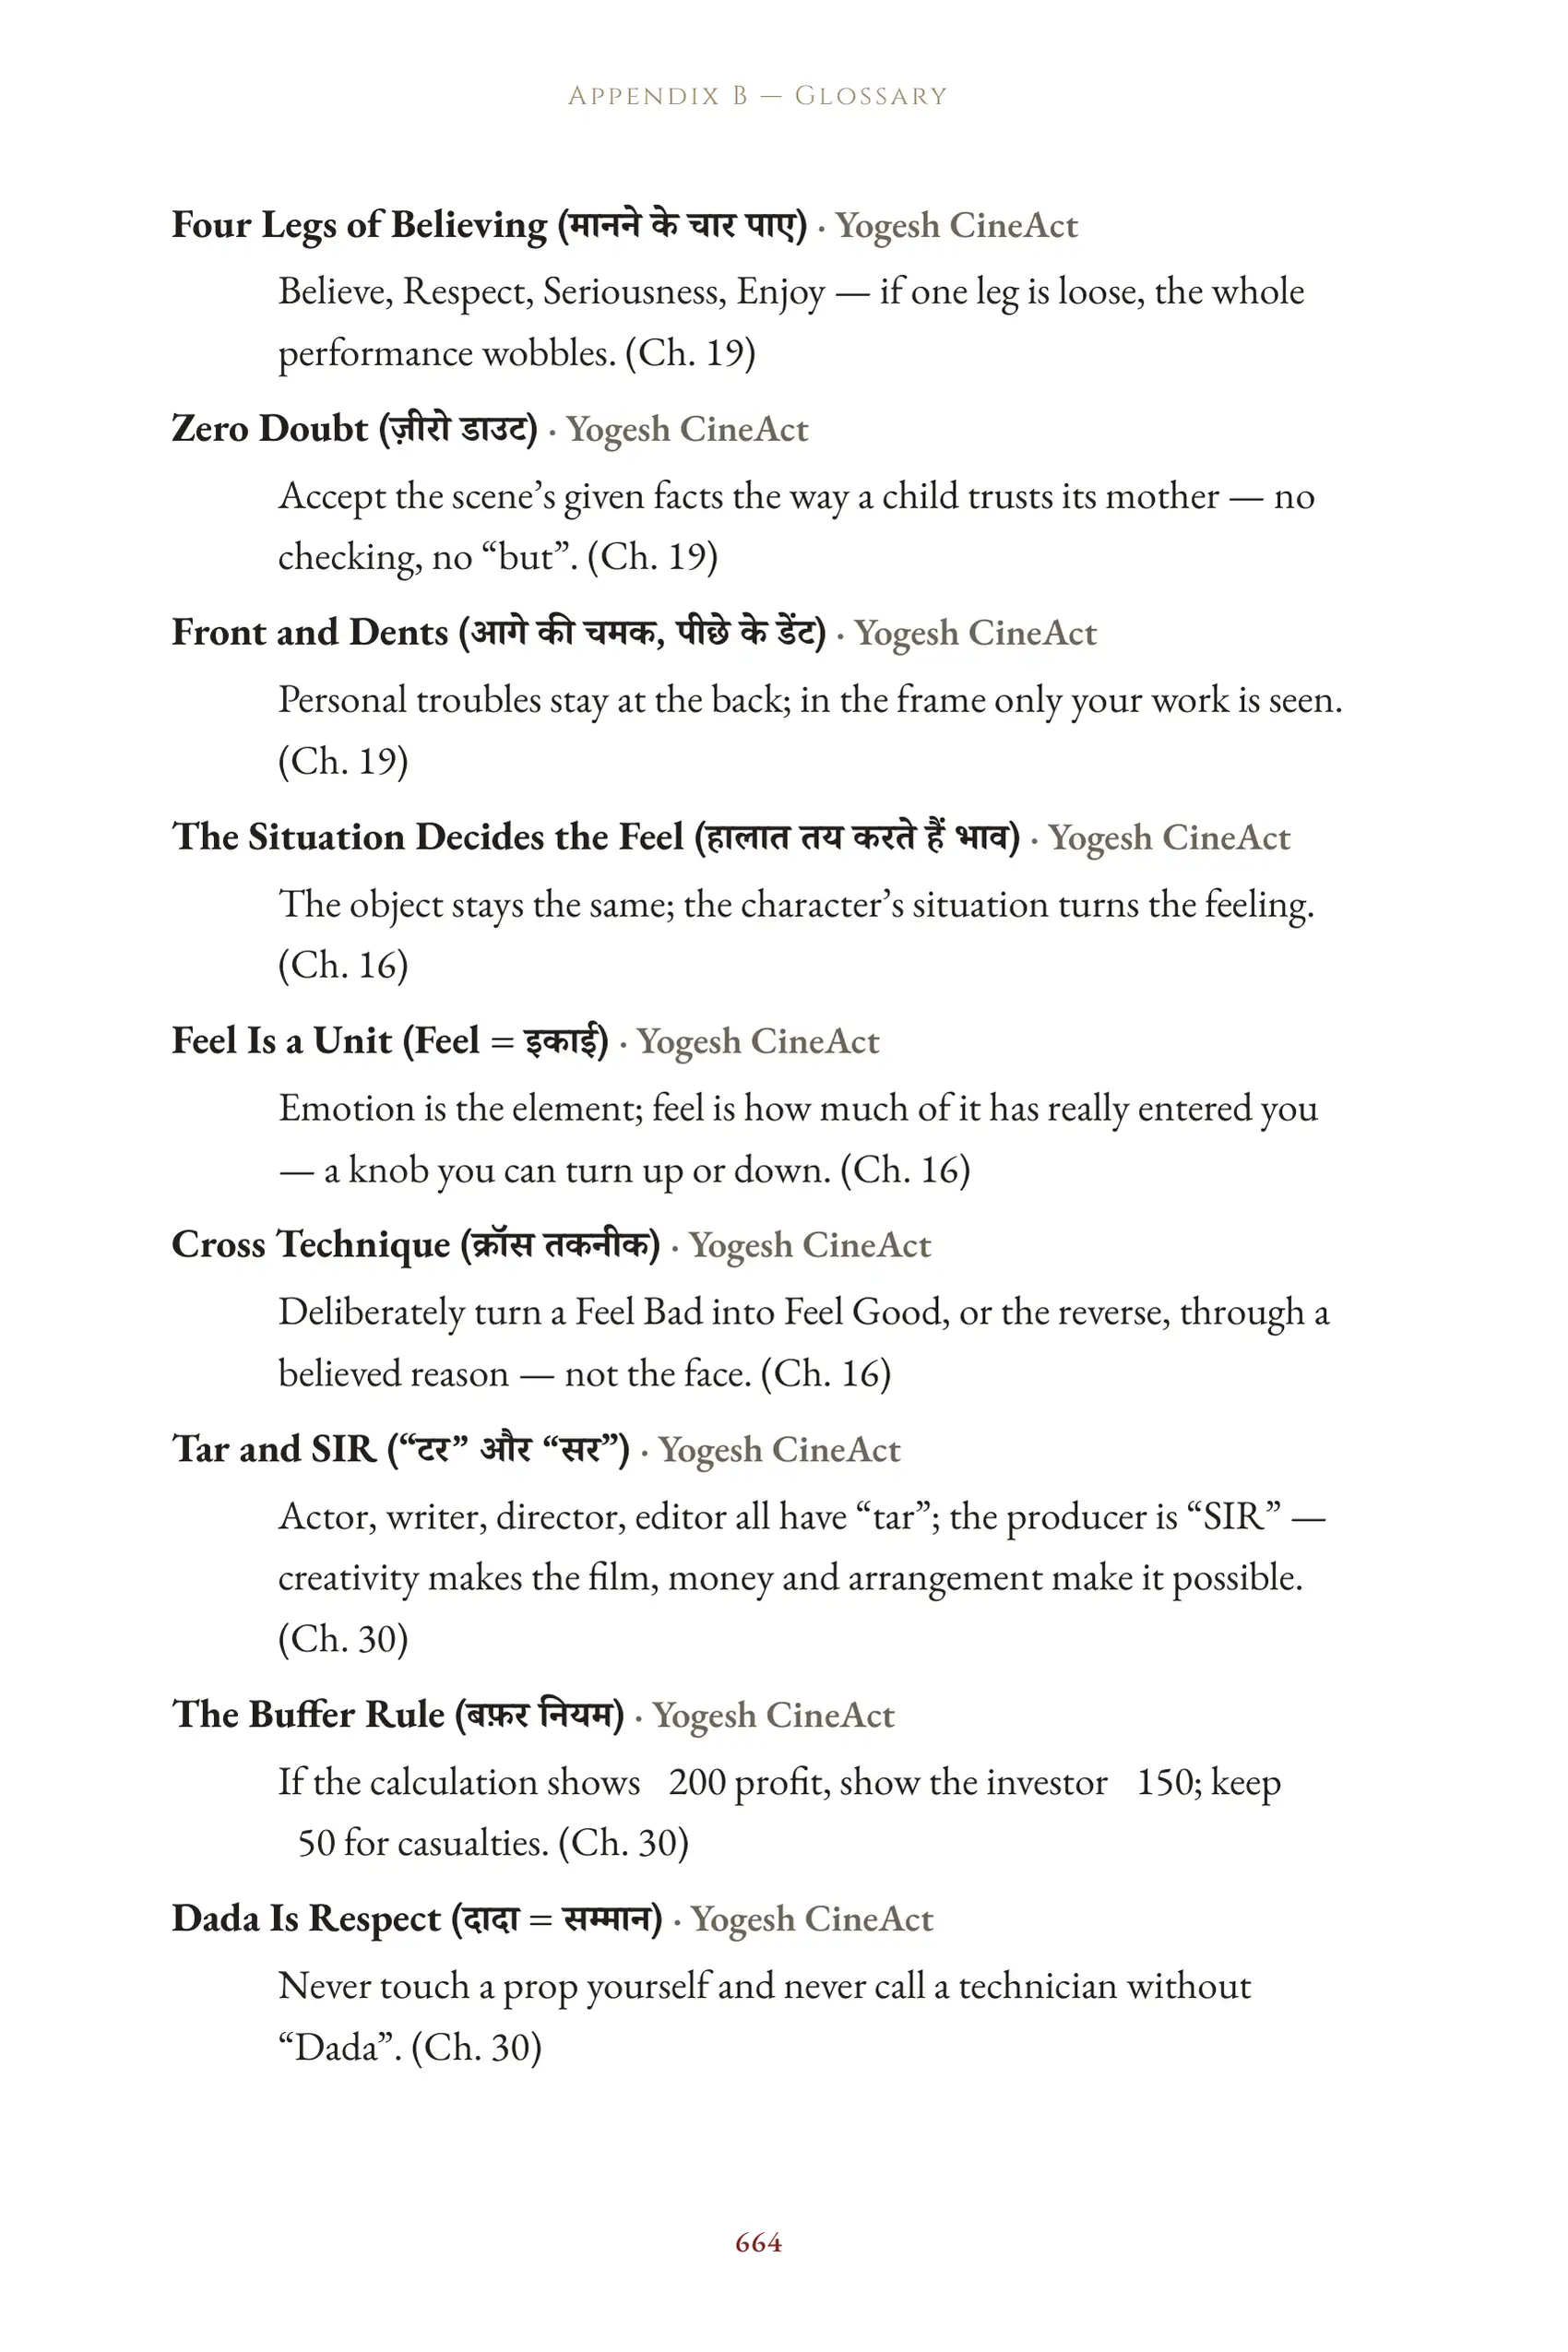 APPENDIX B — GLOSSARY
Four Legs of Believing (मानने के चार पाए) · Yogesh CineAct
Believe, Respect, Seriousness, Enjoy — if one leg is loose, the whole
performance wobbles. (Ch. 19)
Zero Doubt (ज़ीरो डाउट) · Yogesh CineAct
Accept the scene’s given facts the way a child trusts its mother — no
checking, no “but”. (Ch. 19)
Front and Dents (आगे की चमक, पीछे के डेंट) · Yogesh CineAct
Personal troubles stay at the back; in the frame only your work is seen.
(Ch. 19)
The Situation Decides the Feel (हालात तय करते हैं भाव) · Yogesh CineAct
The object stays the same; the character’s situation turns the feeling.
(Ch. 16)
Feel Is a Unit (Feel = इकाई) · Yogesh CineAct
Emotion is the element; feel is how much of it has really entered you
— a knob you can turn up or down. (Ch. 16)
Cross Technique (क्रॉस तकनीक) · Yogesh CineAct
Deliberately turn a Feel Bad into Feel Good, or the reverse, through a
believed reason — not the face. (Ch. 16)
Tar and SIR (“टर” और “सर”) · Yogesh CineAct
Actor, writer, director, editor all have “tar”; the producer is “SIR” —
creativity makes the film, money and arrangement make it possible.
(Ch. 30)
The Buffer Rule (बफ़र नियम) · Yogesh CineAct
If the calculation shows 200 profit, show the investor 150; keep
50 for casualties. (Ch. 30)
Dada Is Respect (दादा = सम्मान) · Yogesh CineAct
Never touch a prop yourself and never call a technician without
“Dada”. (Ch. 30)
664